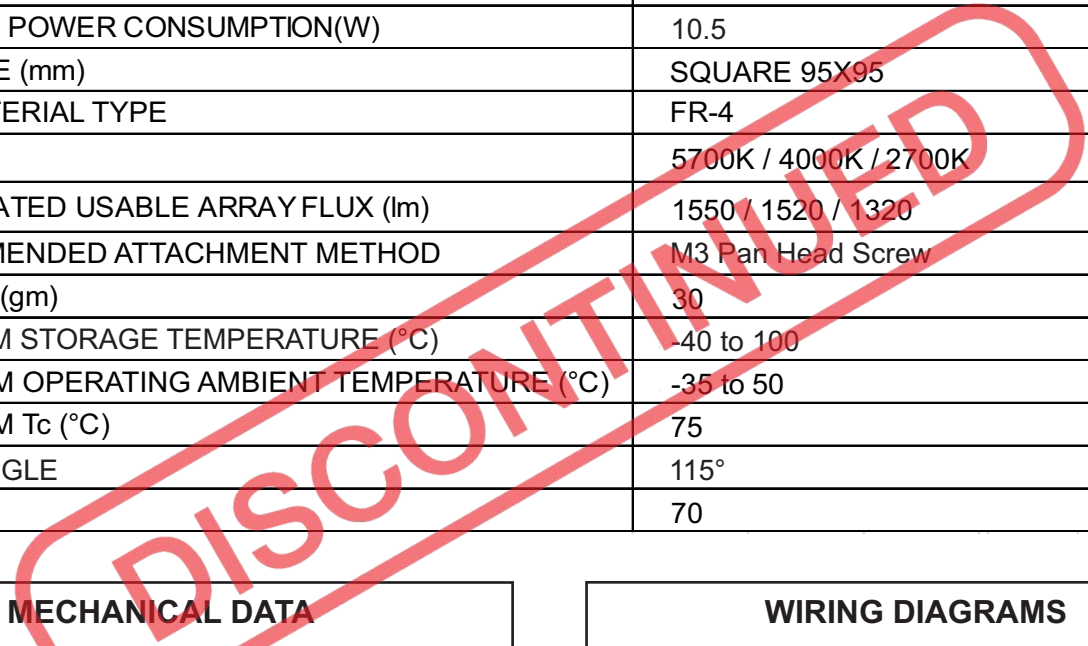 POWER CONSUMPTION(W) 10.5
E (mm) SQUARE 95X95
ERIAL TYPE FR-4
5700K / 4000K / 2700K
ATED USABLE ARRAY FLUX (lm) 1550 / 1520 / 1320
MENDED ATTACHMENT METHOD M3 Pan Head Screw
(gm) 30
M STORAGE TEMPERATURE (°C) -40 to 100
M OPERATING AMBIENT TEMPERATURE (°C) -35 to 50
M Tc (°C) 75
GLE 115°
70
DISCONTINUED
MECHANICAL DATA
WIRING DIAGRAMS